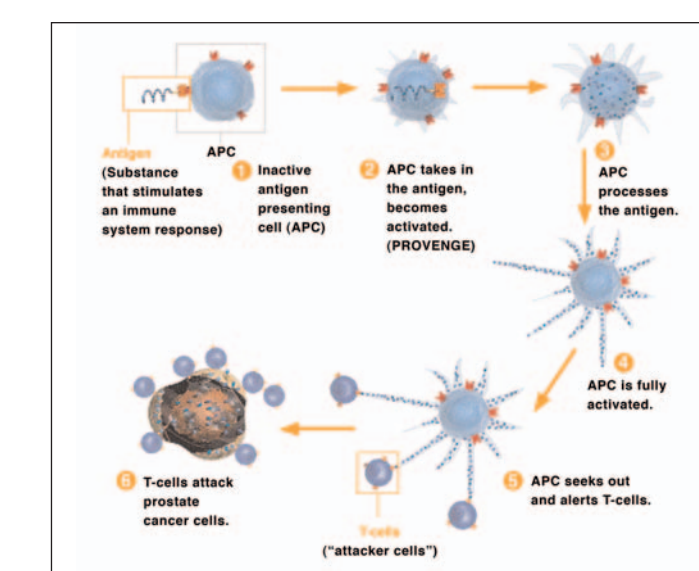 Antigen
(Substance
that stimulates
an immune
system response)
APC
1 Inactive
antigen
presenting
cell (APC)
2 APC takes in
the antigen,
becomes
activated.
(PROVENGE)
3
APC
processes
the antigen.
4
APC is fully
activated.
5 APC seeks out
and alerts T-cells.
T-cells
("attacker cells")
6 T-cells attack
prostate
cancer cells.